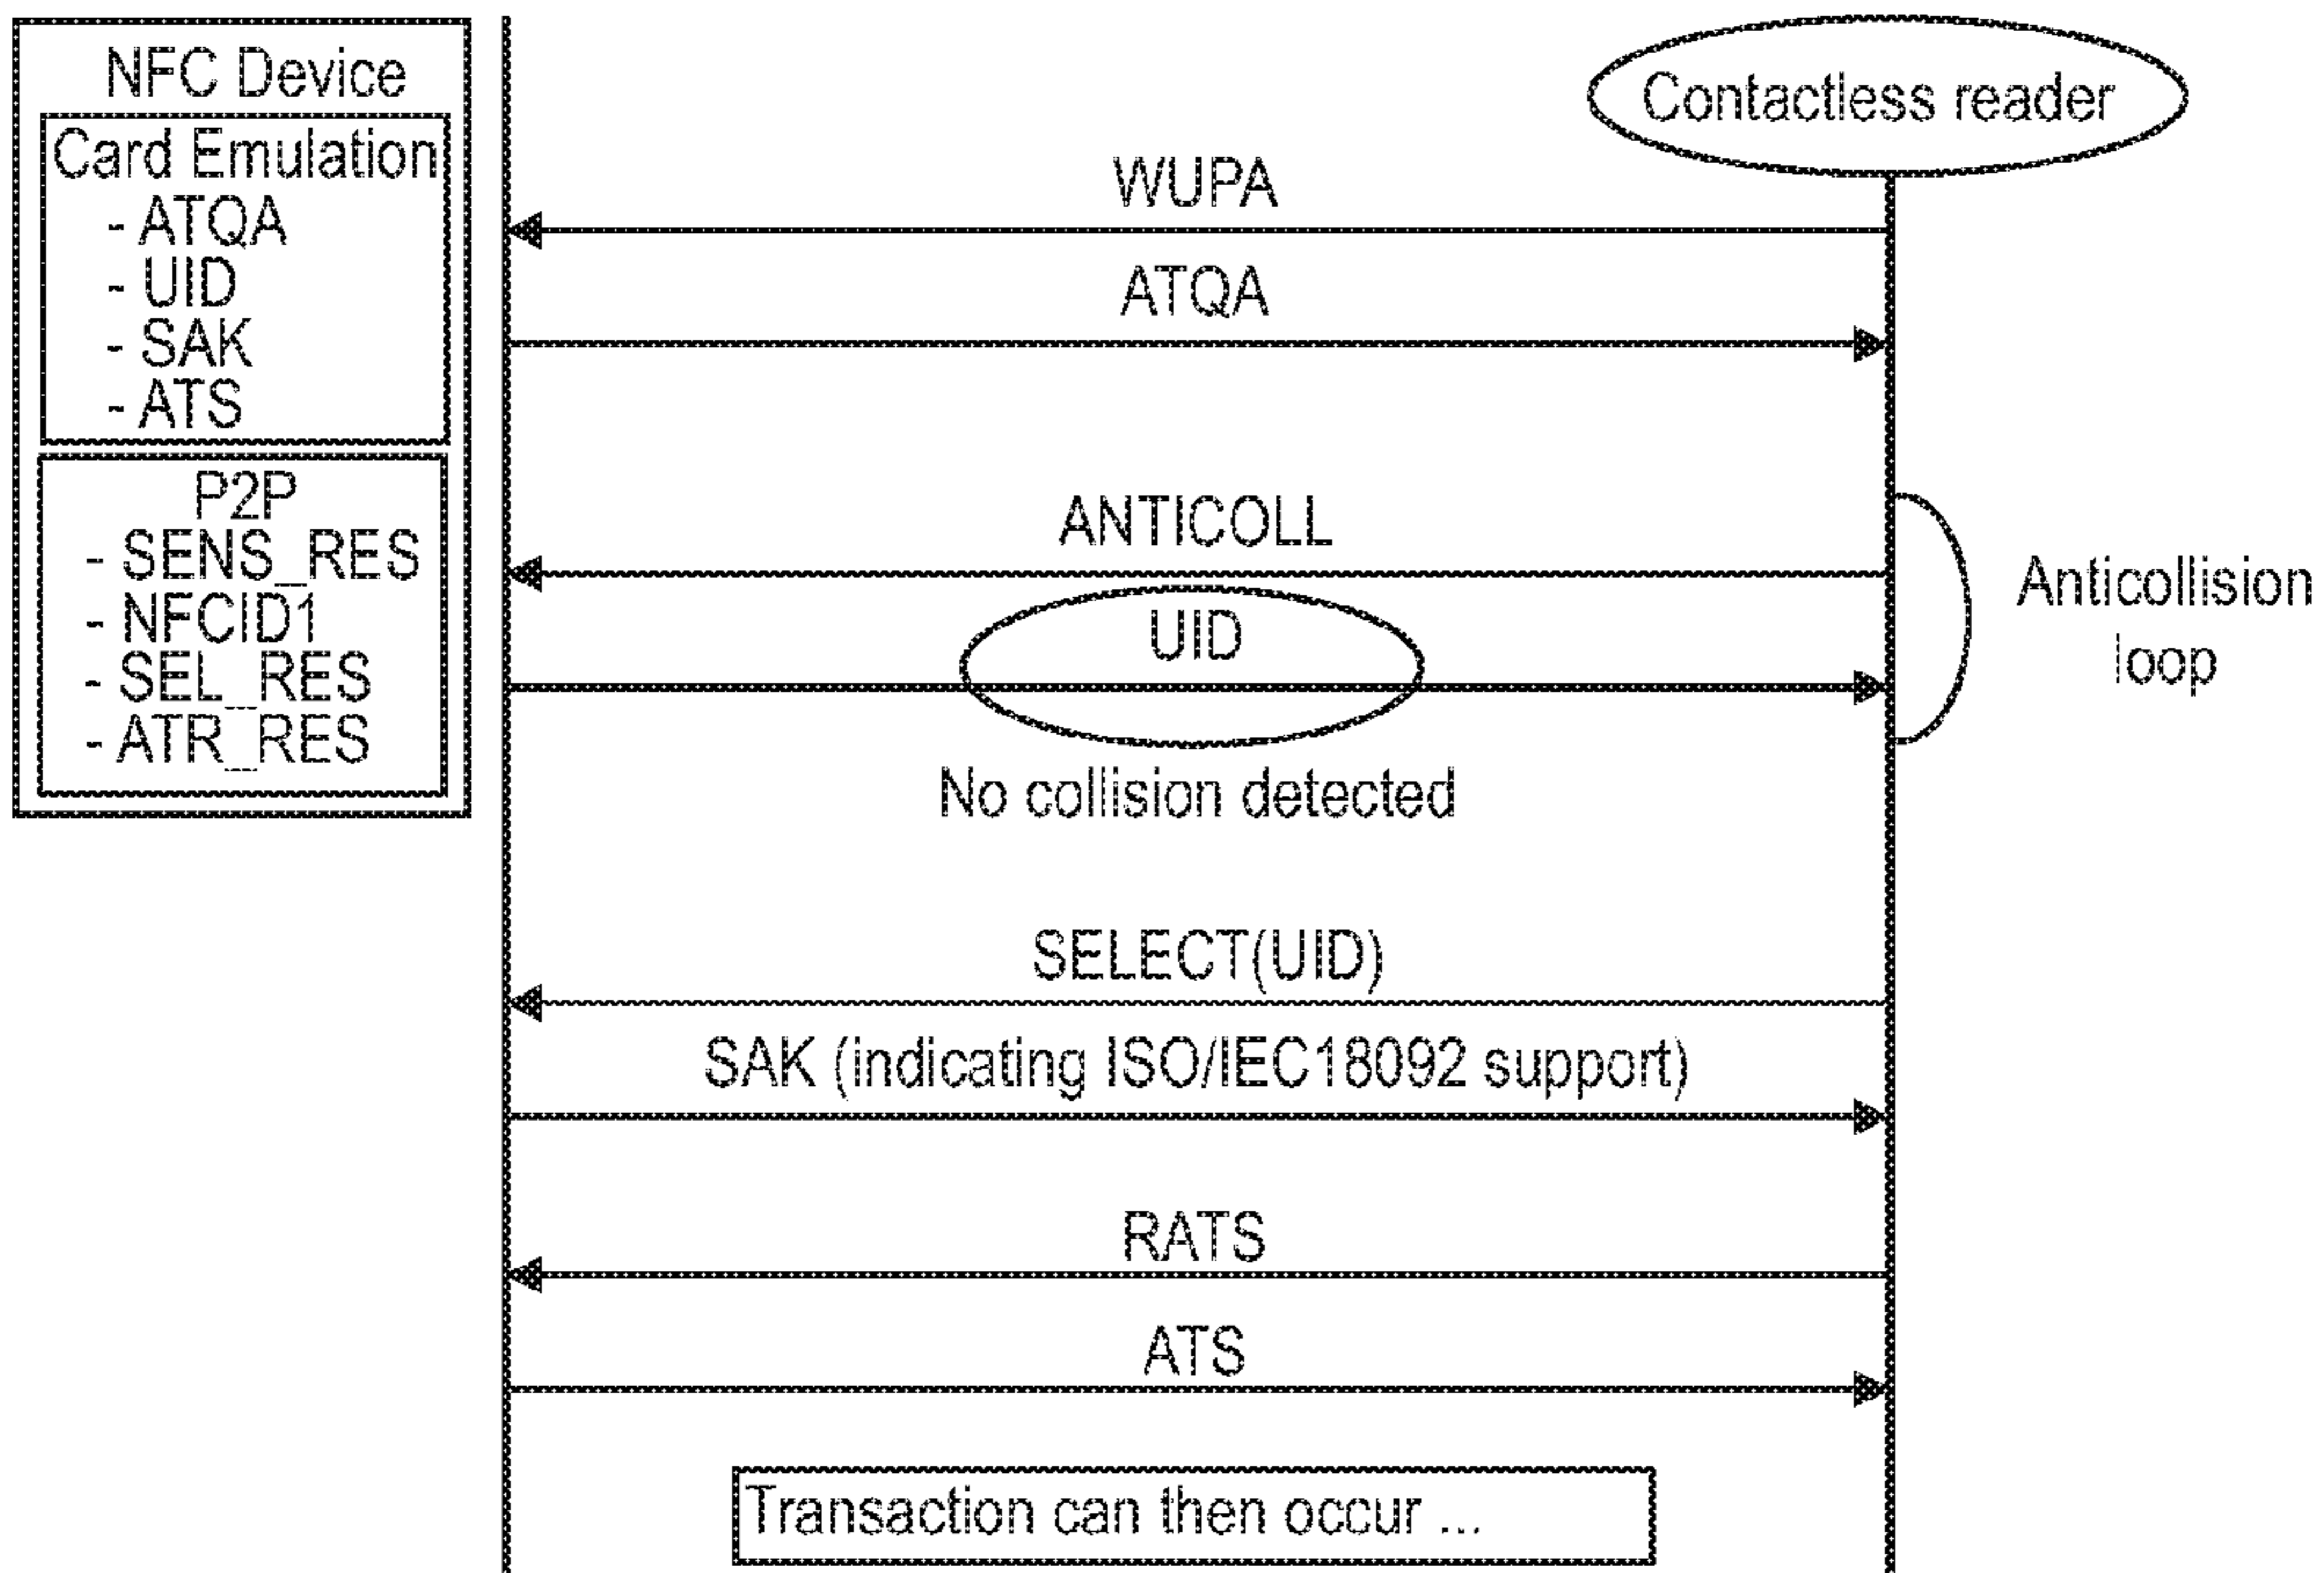 NFC Device
Card Emulation
- ATQA
- UID
- SAK
- ATS
P2P
- SENS_RES
- NFCID1
- SEL_RES
- ATR_RES
Contactless reader
WUPA
ATQA
ANTICOLL
UID
No collision detected
Anticollision
loop
SELECT(UID)
SAK (indicating ISO/IEC18092 support)
RATS
ATS
Transaction can then occur ...